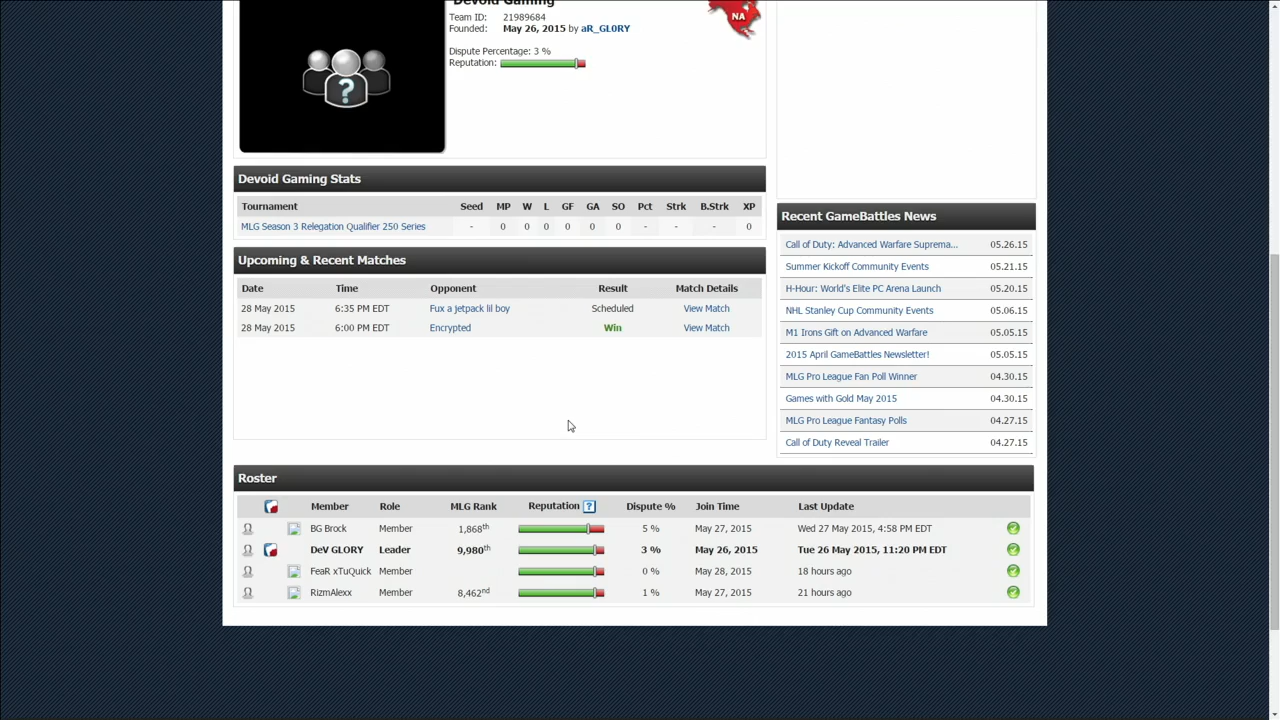 Devoid Gaming
NA
Team ID: 21989684
Founded: May 26, 2015 by aR_GL0RY
Dispute Percentage: 3 %
Reputation:
?
Devoid Gaming Stats
Tournament Seed MP W L GF GA SO Pct Strk B.Strk XP
MLG Season 3 Relegation Qualifier 250 Series - 0 0 0 0 0 0 - - - 0
Upcoming & Recent Matches
Date Time Opponent Result Match Details
28 May 2015 6:35 PM EDT Fux a jetpack lil boy Scheduled View Match
28 May 2015 6:00 PM EDT Encrypted Win View Match
Recent GameBattles News
Call of Duty: Advanced Warfare Suprema... 05.26.15
Summer Kickoff Community Events 05.21.15
H-Hour: World's Elite PC Arena Launch 05.20.15
NHL Stanley Cup Community Events 05.06.15
M1 Irons Gift on Advanced Warfare 05.05.15
2015 April GameBattles Newsletter! 05.05.15
MLG Pro League Fan Poll Winner 04.30.15
Games with Gold May 2015 04.30.15
MLG Pro League Fantasy Polls 04.27.15
Call of Duty Reveal Trailer 04.27.15
Roster
Member Role MLG Rank Reputation ? Dispute % Join Time Last Update
BG Brock Member 1,868th 5 % May 27, 2015 Wed 27 May 2015, 4:58 PM EDT
DeV GLORY Leader 9,980th 3 % May 26, 2015 Tue 26 May 2015, 11:20 PM EDT
FeaR xTuQuick Member 0 % May 28, 2015 18 hours ago
RizmAlexx Member 8,462nd 1 % May 27, 2015 21 hours ago